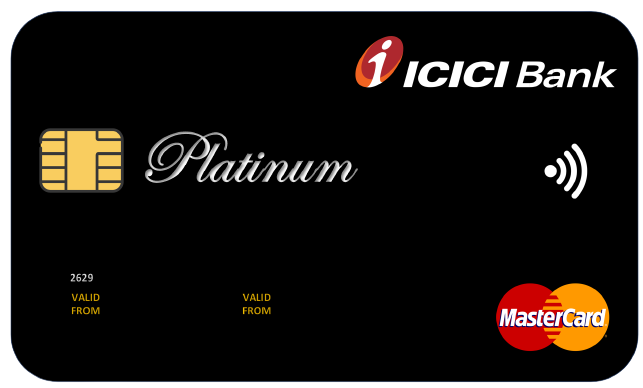 i ICICI Bank
Platinum
2629
VALID FROM
VALID FROM
MasterCard